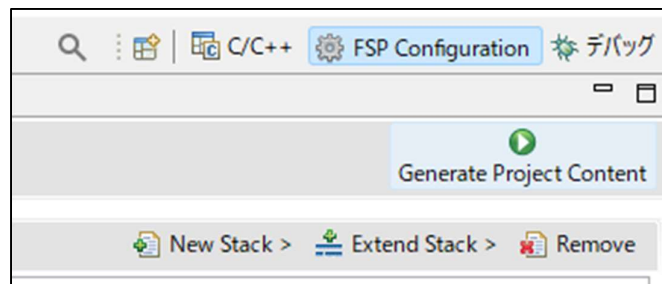 C/C++ FSP Configuration デバッグ
Generate Project Content
New Stack > Extend Stack > Remove